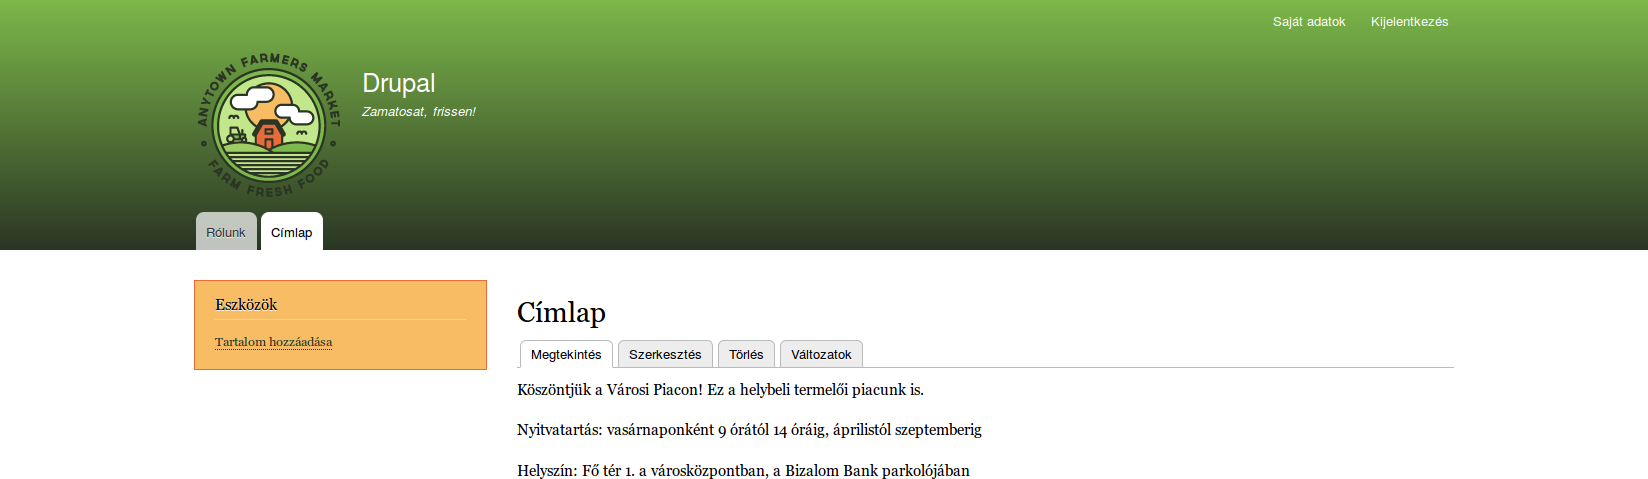 Saját adatok Kijelentkezés
ANYTOWN FARMERS MARKET
FARM FRESH FOOD
Drupal
Zamatosat, frissen!
Rólunk Címlap
Eszközök
Tartalom hozzáadása
Címlap
Megtekintés Szerkesztés Törlés Változatok
Köszöntjük a Városi Piacon! Ez a helybeli termelői piacunk is.
Nyitvatartás: vasárnaponként 9 órától 14 óráig, áprilistól szeptemberig
Helyszín: Fő tér 1. a városközpontban, a Bizalom Bank parkolójában